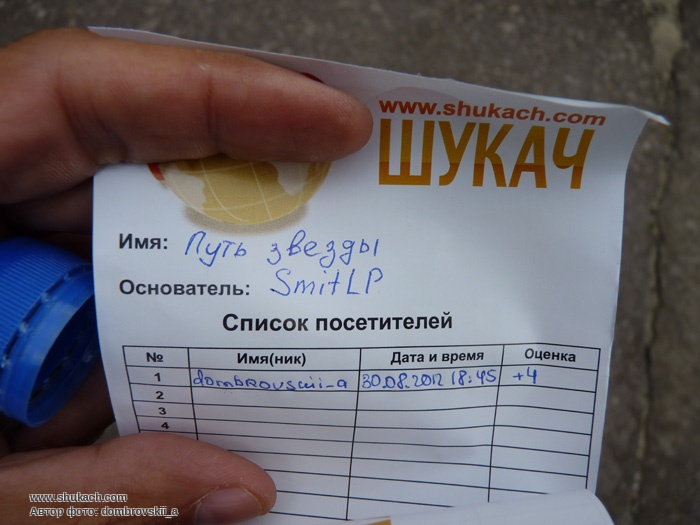 www.shukach.com
ШУКАЧ
Имя: Путь звезды
Основатель: SmitLP
Список посетителей
№ Имя(ник) Дата и время Оценка
1 dombrovskii_a 30.08.2012 18:45 +4
2
3
4
www.shukach.com
Автор фото: dombrovskii_a